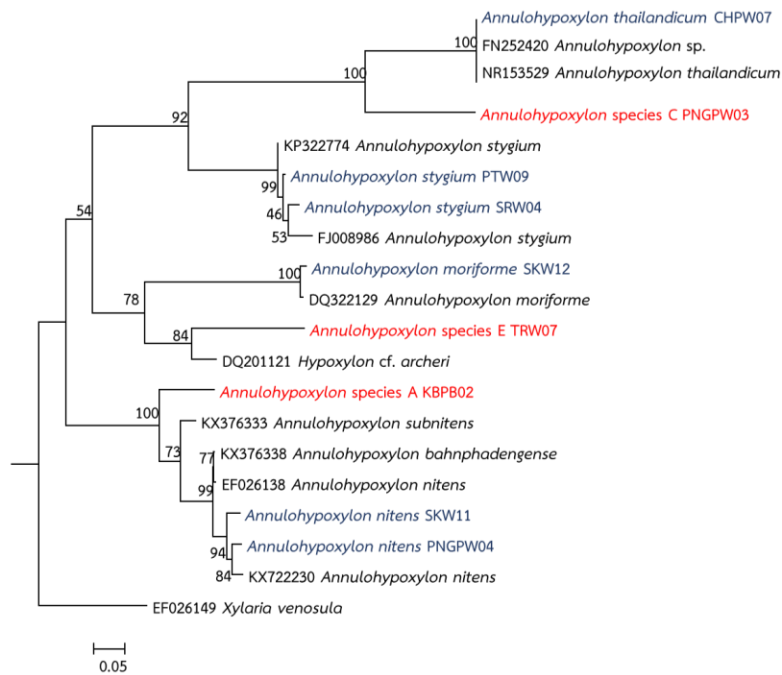 Annulohypoxylon thailandicum CHPW07
100
FN252420 Annulohypoxylon sp.
NR153529 Annulohypoxylon thailandicum
100
Annulohypoxylon species C PNGPW03
92
KP322774 Annulohypoxylon stygium
Annulohypoxylon stygium PTW09
99
Annulohypoxylon stygium SRW04
46
54
53
FJ008986 Annulohypoxylon stygium
Annulohypoxylon moriforme SKW12
100
DQ322129 Annulohypoxylon moriforme
78
Annulohypoxylon species E TRW07
84
DQ201121 Hypoxylon cf. archeri
Annulohypoxylon species A KBPB02
100
KX376333 Annulohypoxylon subnitens
73
77
KX376338 Annulohypoxylon bahnphadengense
EF026138 Annulohypoxylon nitens
99
Annulohypoxylon nitens SKW11
Annulohypoxylon nitens PNGPW04
94
84
KX722230 Annulohypoxylon nitens
EF026149 Xylaria venosula
0.05